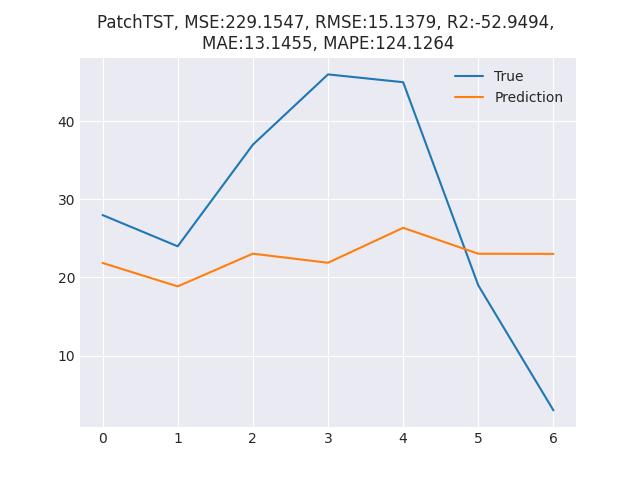 PatchTST, MSE:229.1547, RMSE:15.1379, R2:-52.9494,
MAE:13.1455, MAPE:124.1264
True
Prediction
40
30
20
10
0 1 2 3 4 5 6